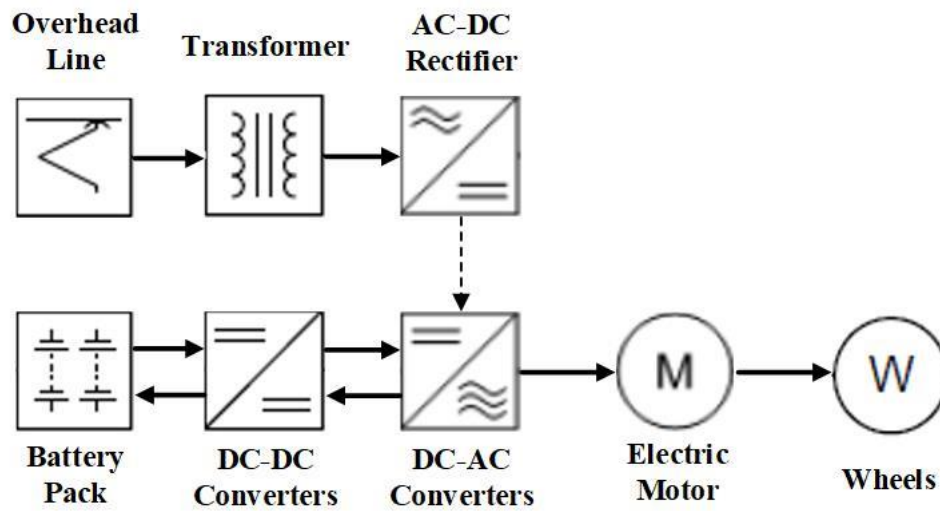 Overhead
Line
Transformer
AC-DC
Rectifier
M
W
Battery
Pack
DC-DC
Converters
DC-AC
Converters
Electric
Motor
Wheels